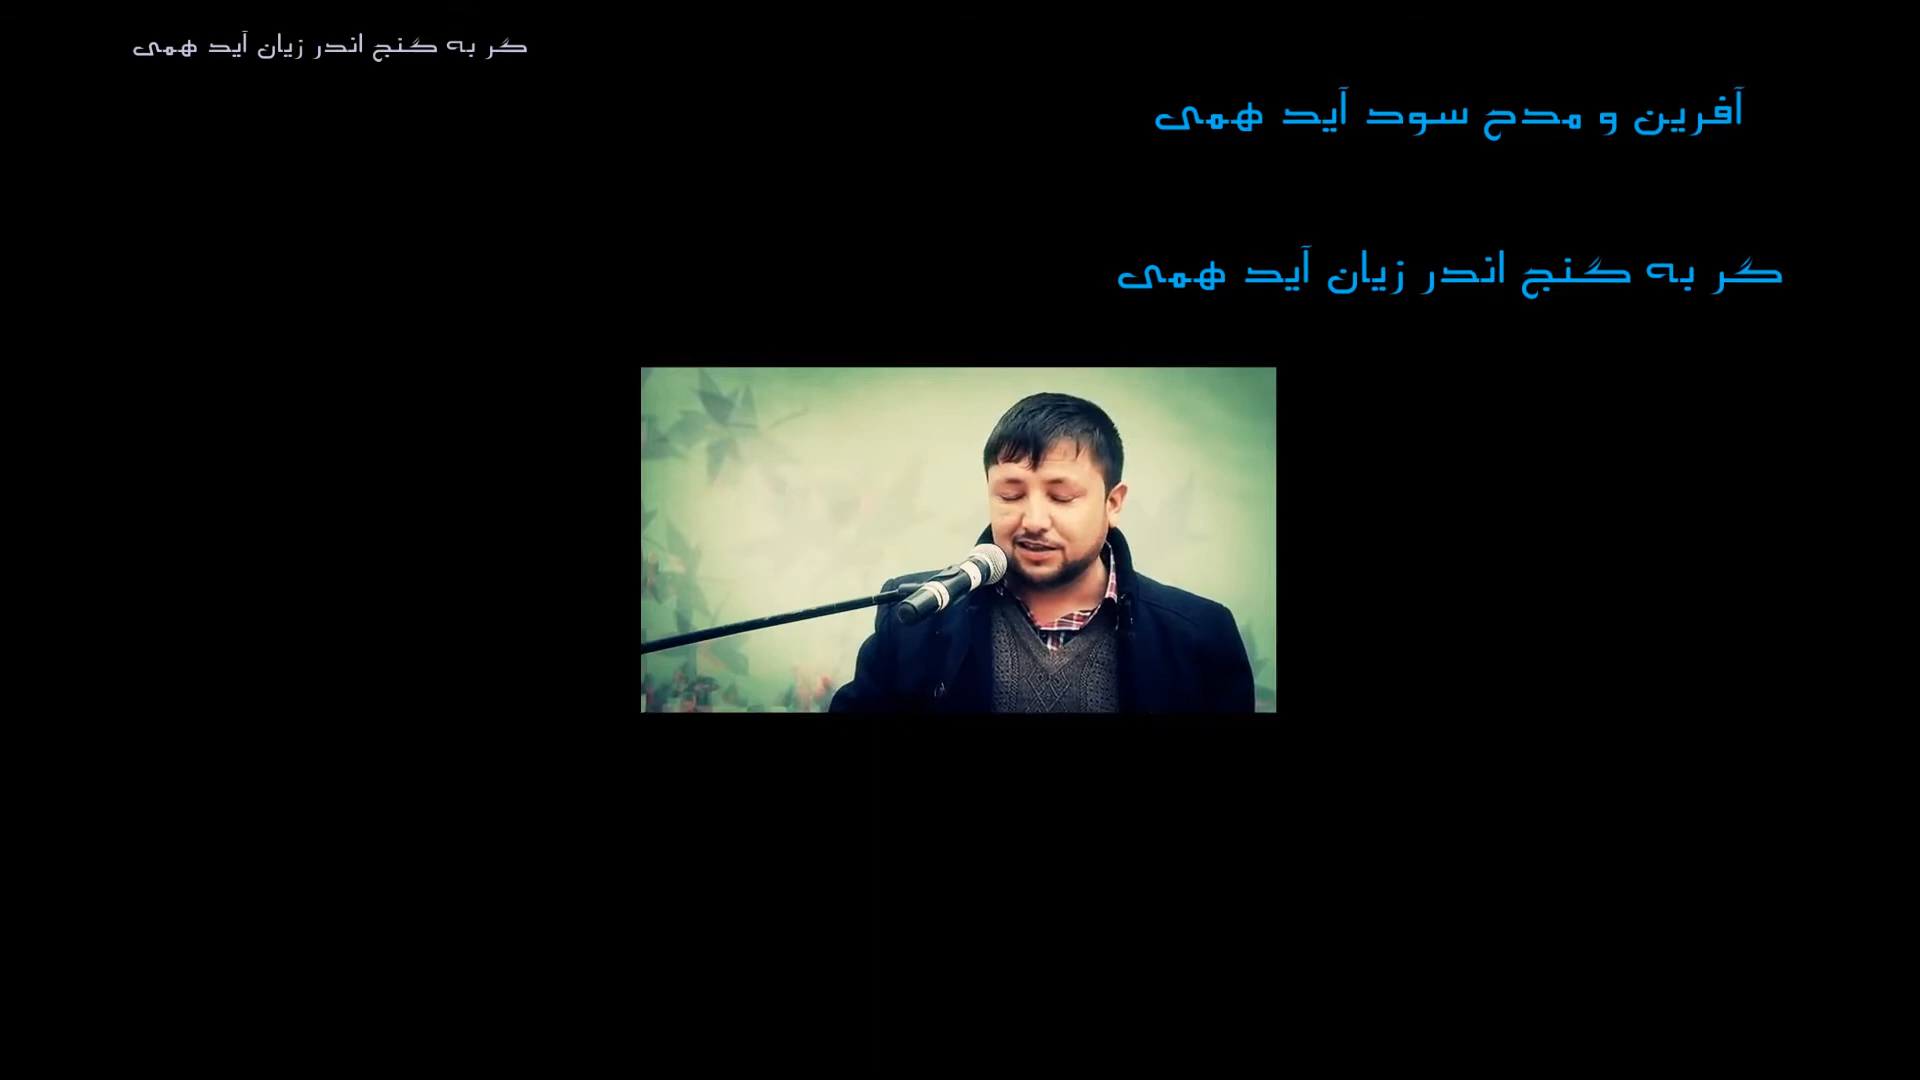 گر به گنج اندر زیان آید همی
آفرین و مدح سود آید همی
گر به گنج اندر زیان آید همی